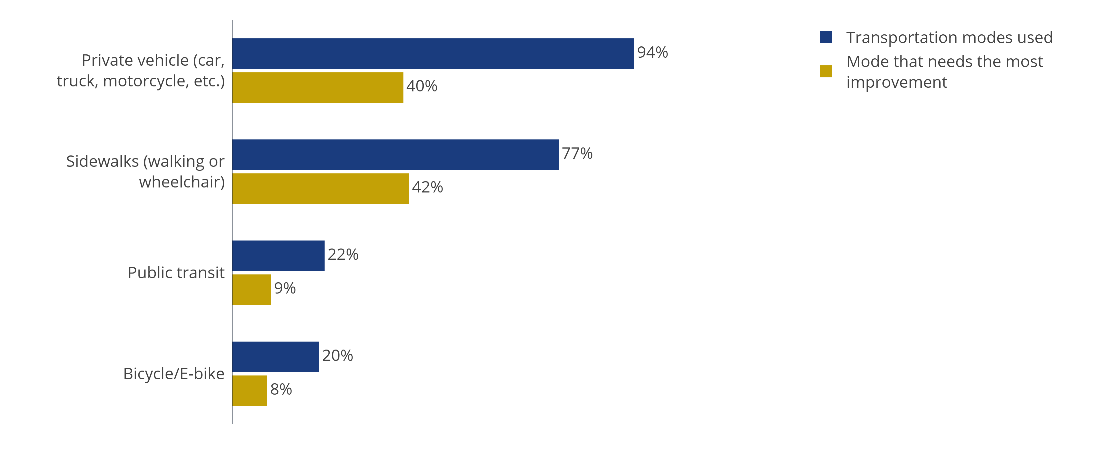 Private vehicle (car,
truck, motorcycle, etc.)
94%
40%
Sidewalks (walking or
wheelchair)
77%
42%
Public transit
22%
9%
Bicycle/E-bike
20%
8%
Transportation modes used
Mode that needs the most
improvement